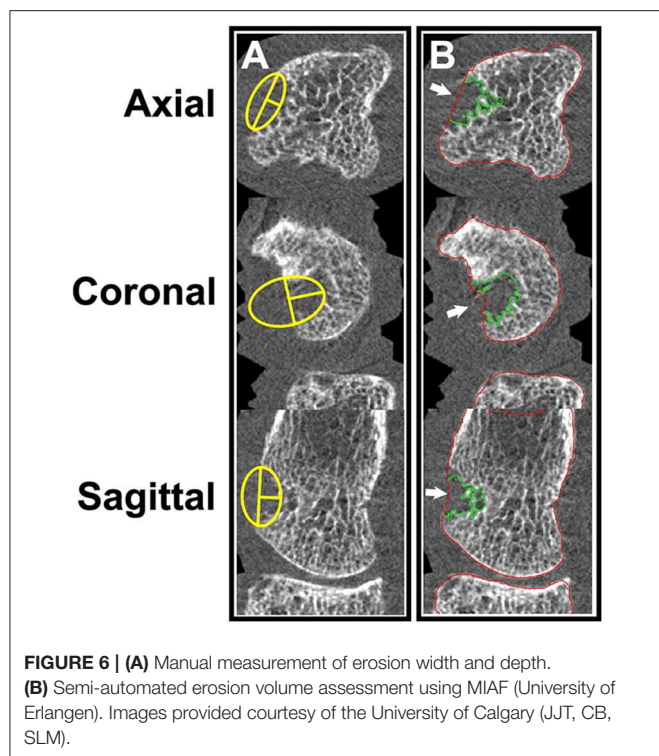 A
B
Axial
Coronal
Sagittal
FIGURE 6 | (A) Manual measurement of erosion width and depth.
(B) Semi-automated erosion volume assessment using MIAF (University of
Erlangen). Images provided courtesy of the University of Calgary (JJT, CB,
SLM).